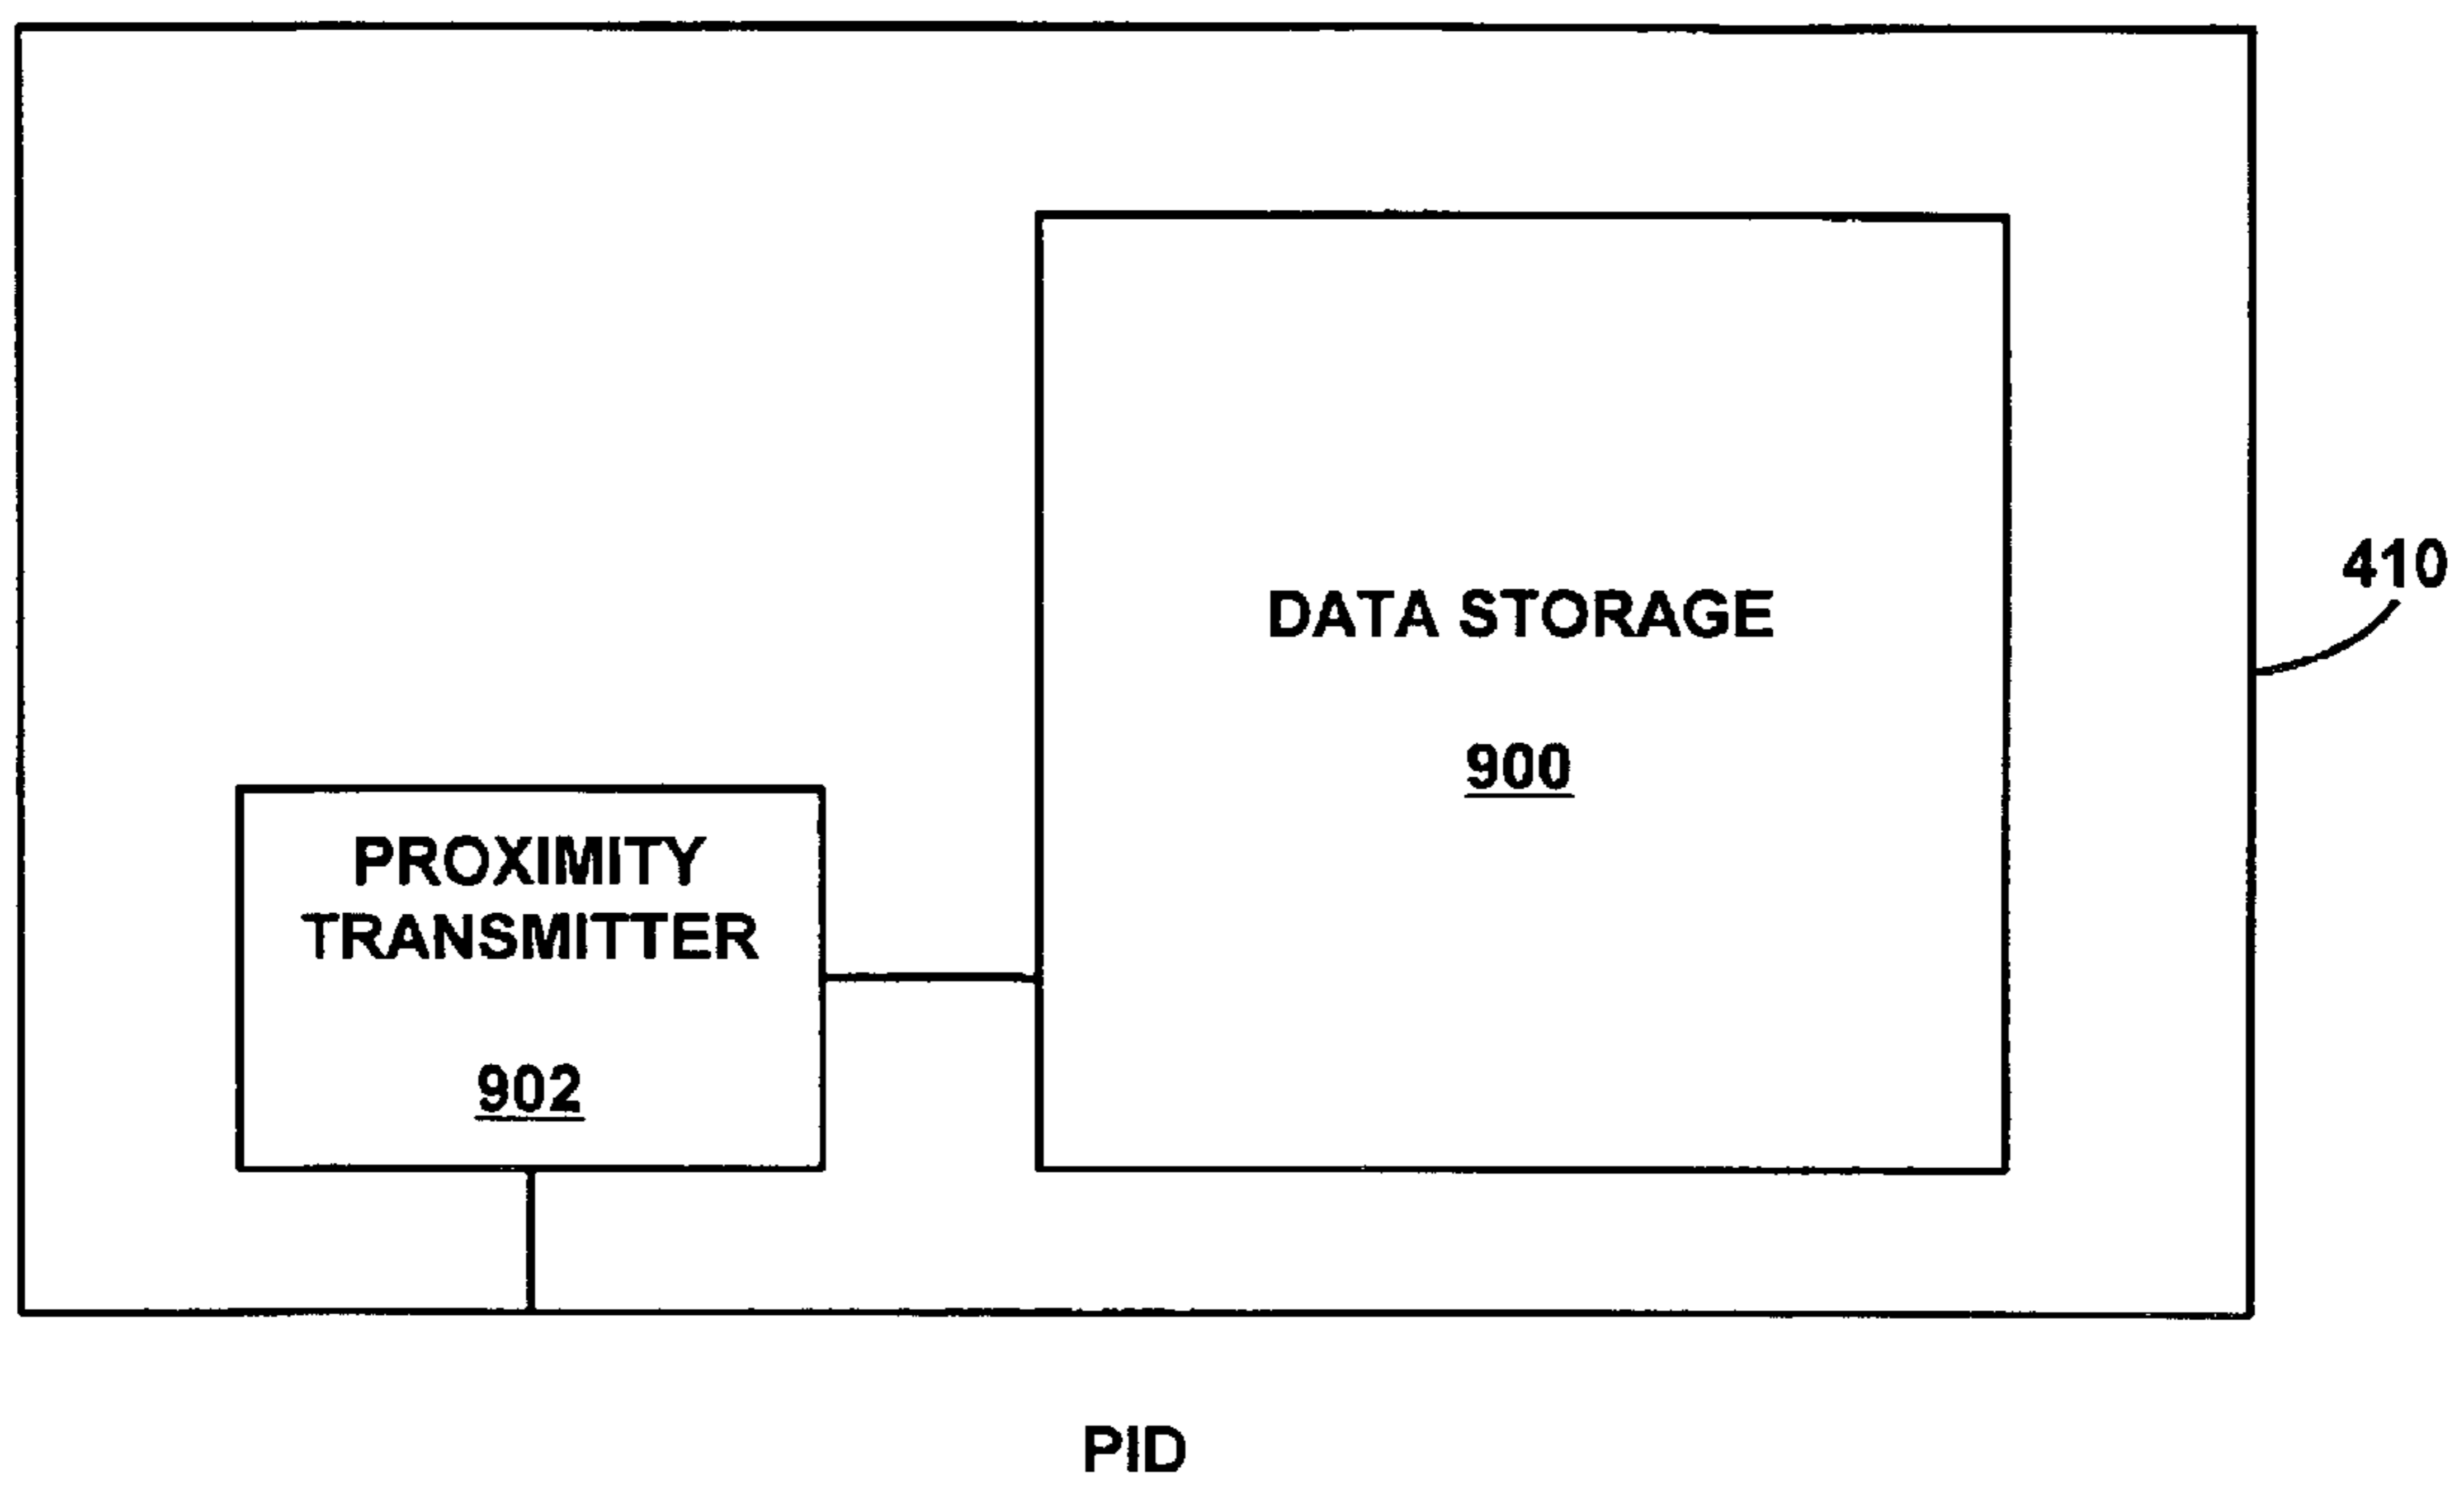 410
DATA STORAGE
900
PROXIMITY
TRANSMITTER
902
PID